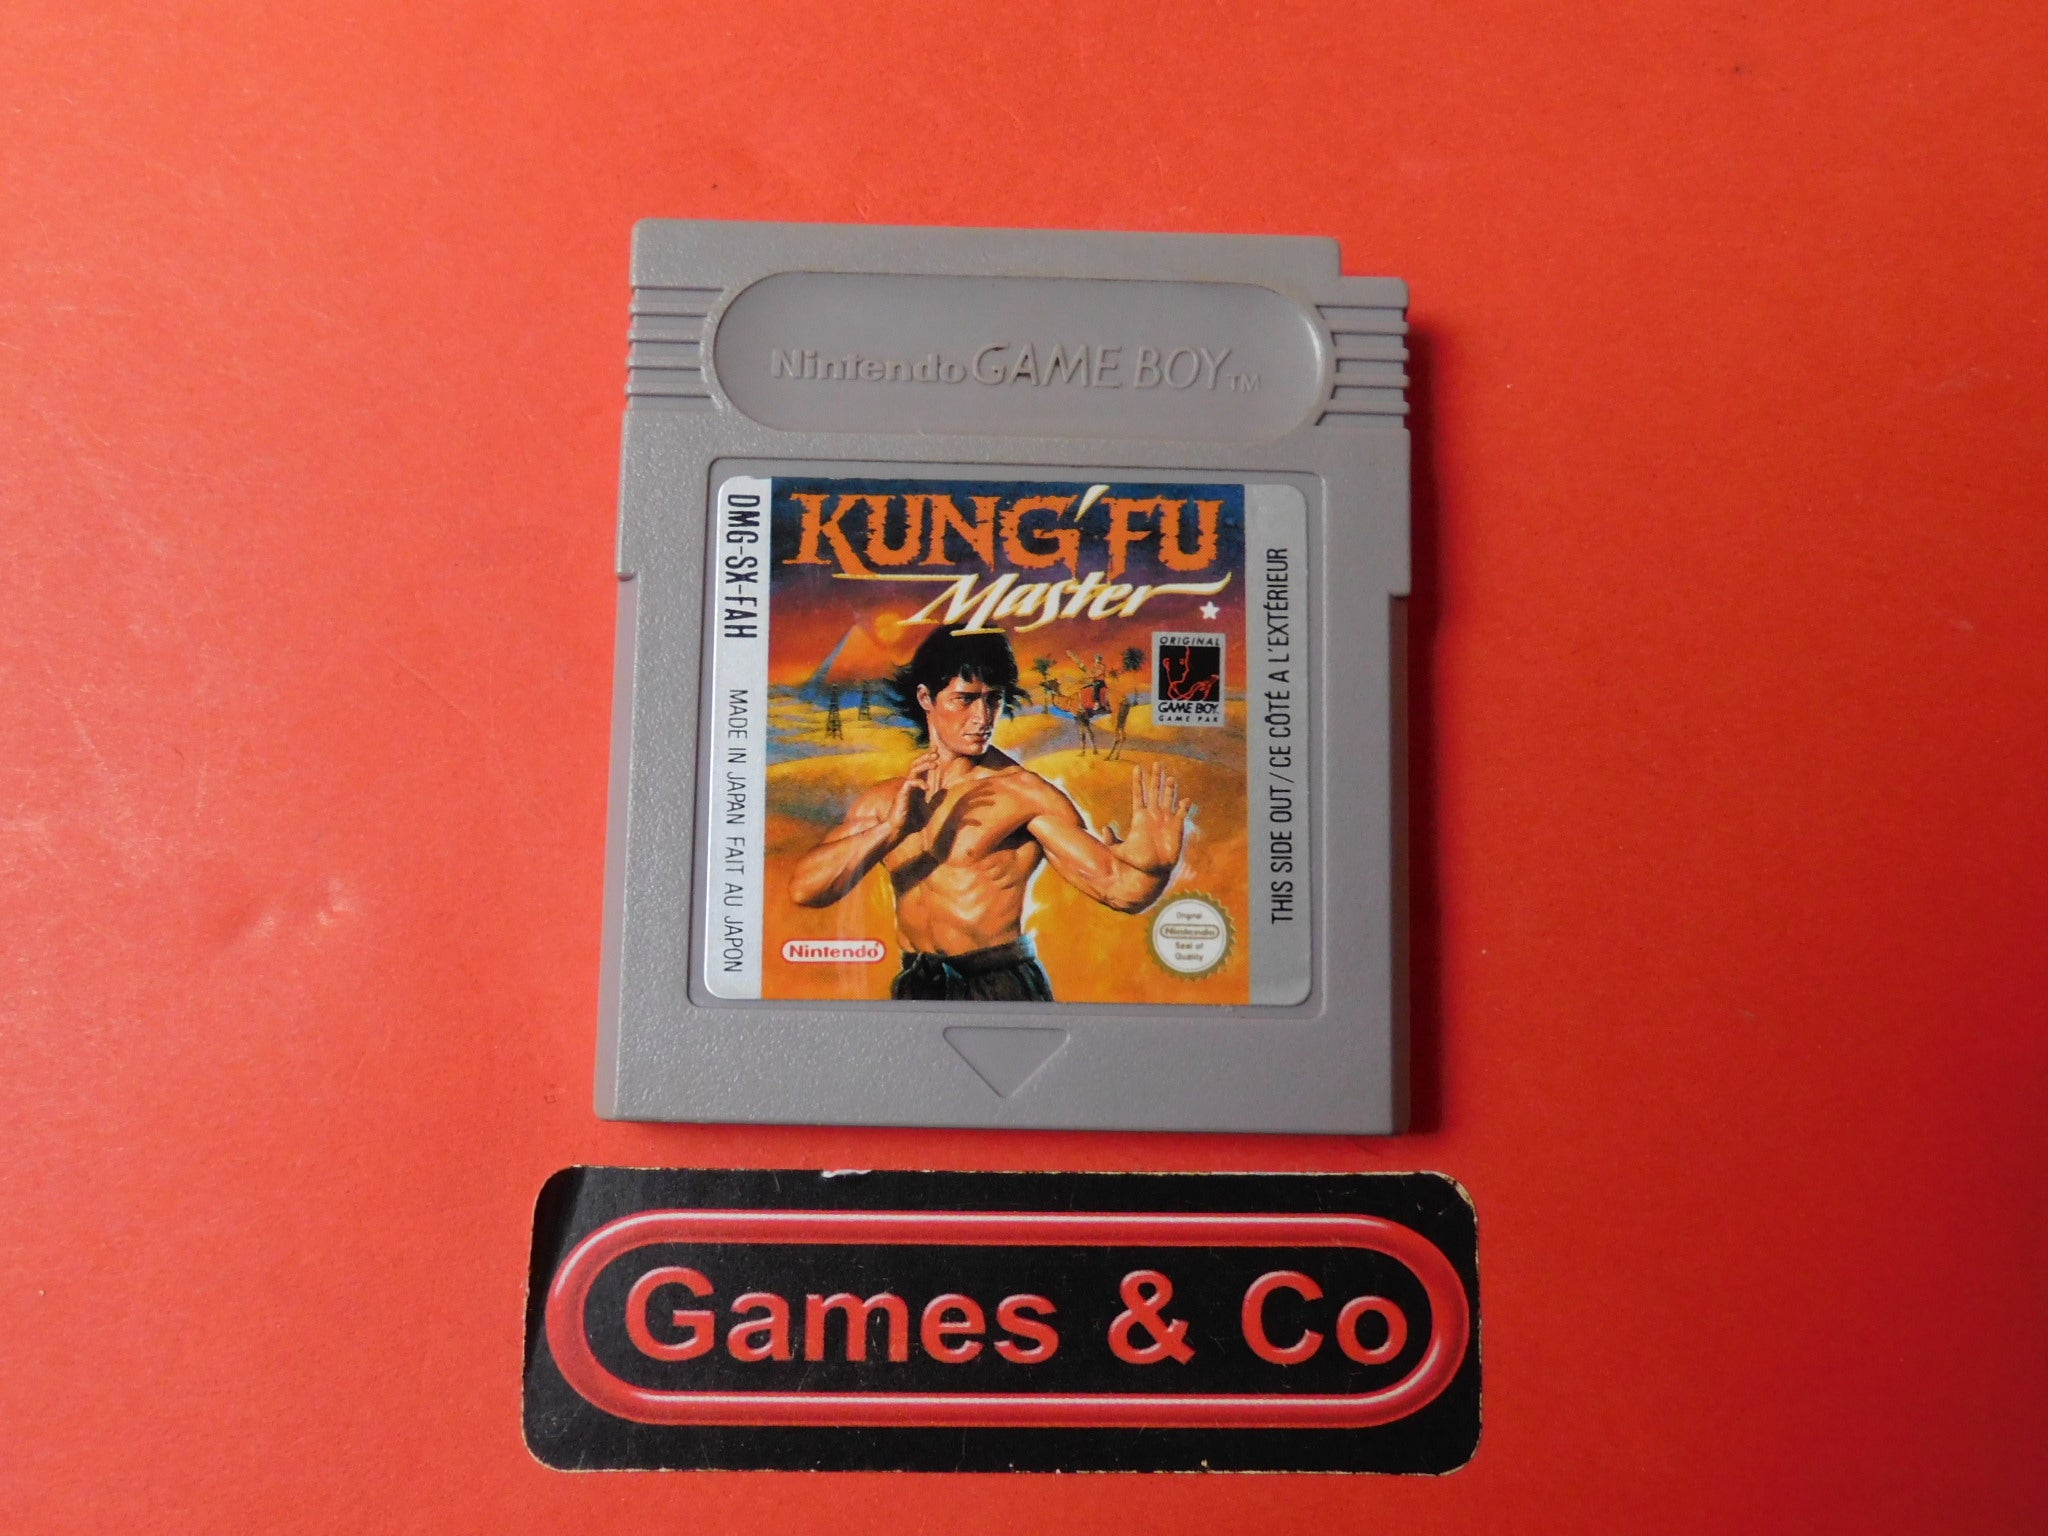 Nintendo GAME BOY TM
DMG-SX-FAH
MADE IN JAPAN FAIT AU JAPON
KUNG'FU
Master
ORIGINAL
GAME BOY
GAME PAK
Nintendo
Original
Nintendo
Seal of
Quality
THIS SIDE OUT / CE CÔTÉ A L'EXTÉRIEUR
Games & Co